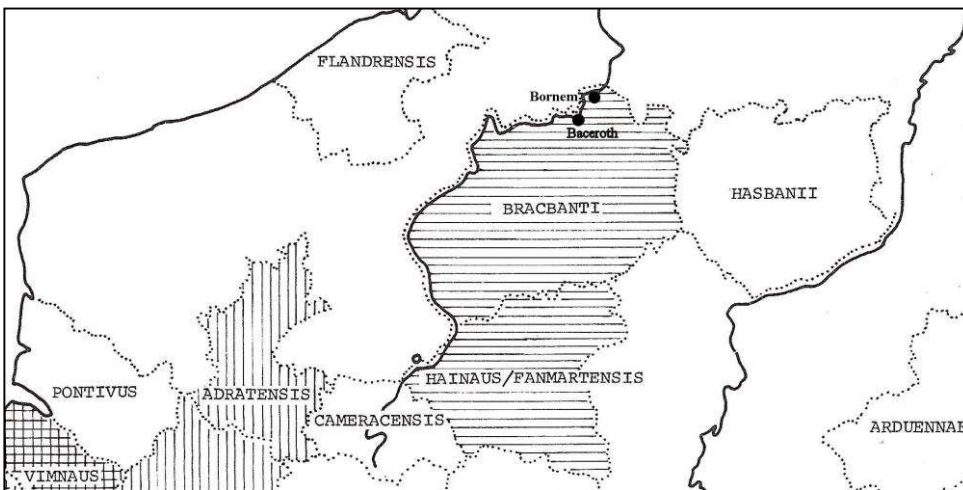 FLANDRENSIS
Bornem
Baceroth
HASBANII
BRACBANTI
HAINAUS/FANMARTENSIS
PONTIVUS
ADRATENSIS
CAMERACENSIS
ARDUENNAE
VIMNAUS